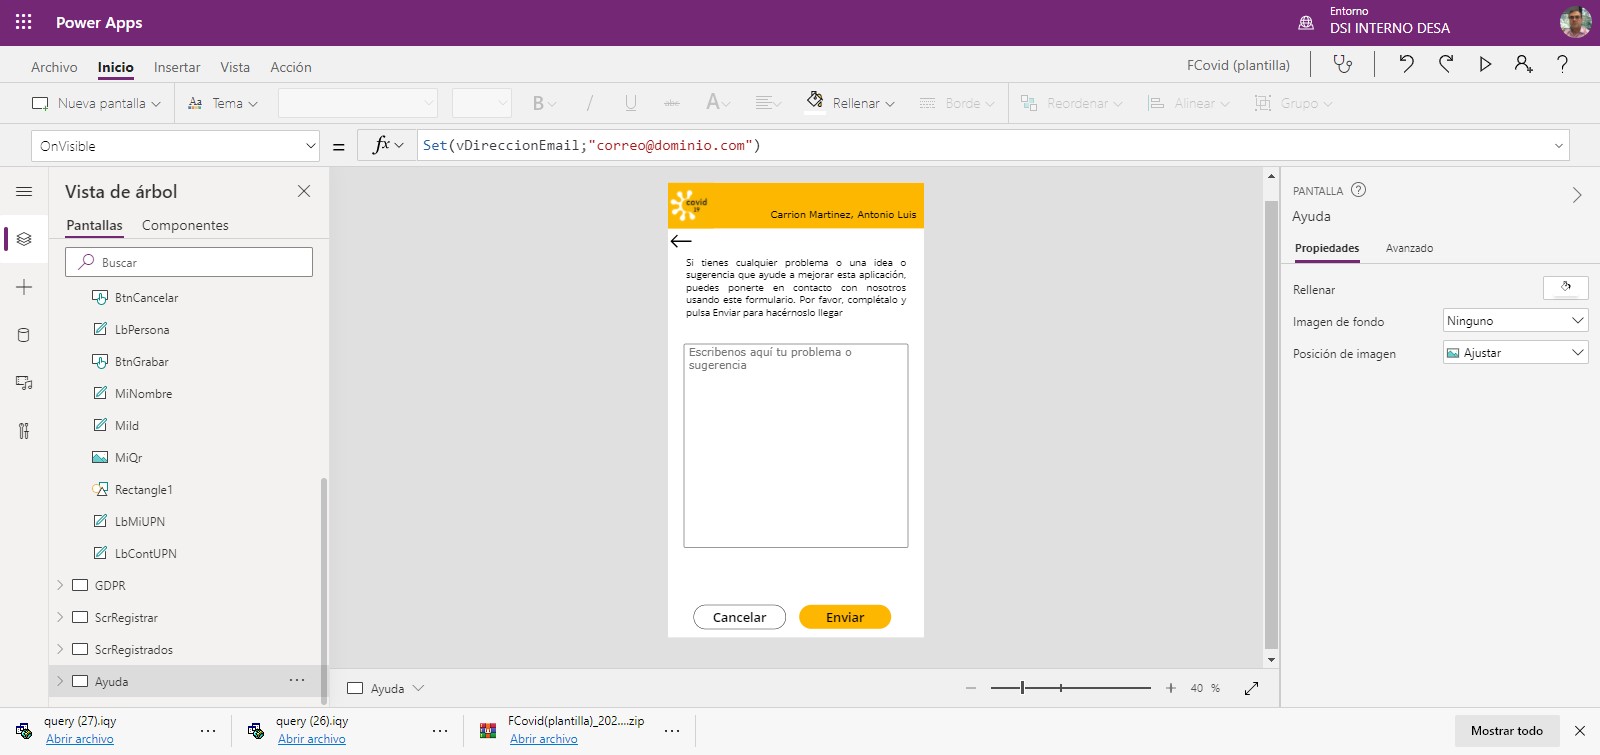 Power Apps
Entorno
DSI INTERNO DESA
Archivo Inicio Insertar Vista Acción
FCovid (plantilla)
Nueva pantalla
Aa Tema
B / U abc A
Rellenar
Borde
Reordenar
Alinear
Grupo
OnVisible
= fx Set(vDireccionEmail;"correo@dominio.com")
Vista de árbol
Pantallas Componentes
Buscar
BtnCancelar
LbPersona
BtnGrabar
MiNombre
MiId
MiQr
Rectangle1
LbMiUPN
LbContUPN
GDPR
ScrRegistrar
ScrRegistrados
Ayuda ...
covid
19
Carrion Martinez, Antonio Luis
Si tienes cualquier problema o una idea o
sugerencia que ayude a mejorar esta aplicación,
puedes ponerte en contacto con nosotros
usando este formulario. Por favor, complétalo y
pulsa Enviar para hacérnoslo llegar
Escribenos aquí tu problema o
sugerencia
Cancelar Enviar
Ayuda
40 %
PANTALLA ?
Ayuda
Propiedades Avanzado
Rellenar
Imagen de fondo Ninguno
Posición de imagen Ajustar
query (27).iqy
Abrir archivo
...
query (26).iqy
Abrir archivo
...
FCovid(plantilla)_202....zip
Abrir archivo
...
Mostrar todo